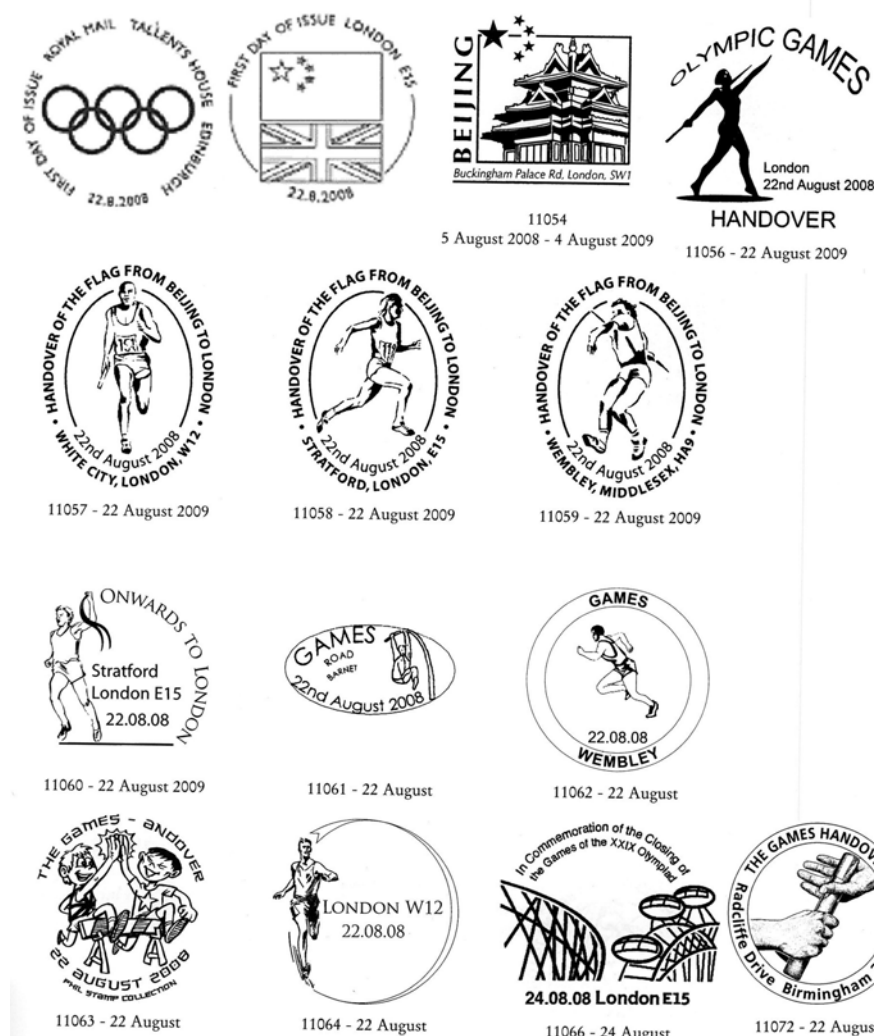 FIRST DAY OF ISSUE ROYAL MAIL TALLENTS HOUSE EDINBURGH
22.8.2008
FIRST DAY OF ISSUE LONDON E15
22.8.2008
BEIJING
Buckingham Palace Rd, London, SW1
11054
5 August 2008 - 4 August 2009
OLYMPIC GAMES
London
22nd August 2008
HANDOVER
11056 - 22 August 2009
HANDOVER OF THE FLAG FROM BEIJING TO LONDON
22nd August 2008
• WHITE CITY, LONDON, W12 •
11057 - 22 August 2009
HANDOVER OF THE FLAG FROM BEIJING TO LONDON
22nd August 2008
• STRATFORD, LONDON, E15 •
11058 - 22 August 2009
HANDOVER OF THE FLAG FROM BEIJING TO LONDON
22nd August 2008
• WEMBLEY, MIDDLESEX, HA9 •
11059 - 22 August 2009
ONWARDS TO LONDON
Stratford
London E15
22.08.08
11060 - 22 August 2009
GAMES
ROAD
BARNET
22nd August 2008
11061 - 22 August
GAMES
22.08.08
WEMBLEY
11062 - 22 August
THE GAMES - ANDOVER
22 AUGUST 2008
PHIL STAMP COLLECTION
11063 - 22 August
LONDON W12
22.08.08
11064 - 22 August
In Commemoration of the Closing of
the Games of the XXIX Olympiad
24.08.08 London E15
11066 - 24 August
THE GAMES HANDOV
Radcliffe Drive Birmingham
11072 - 22 Augus